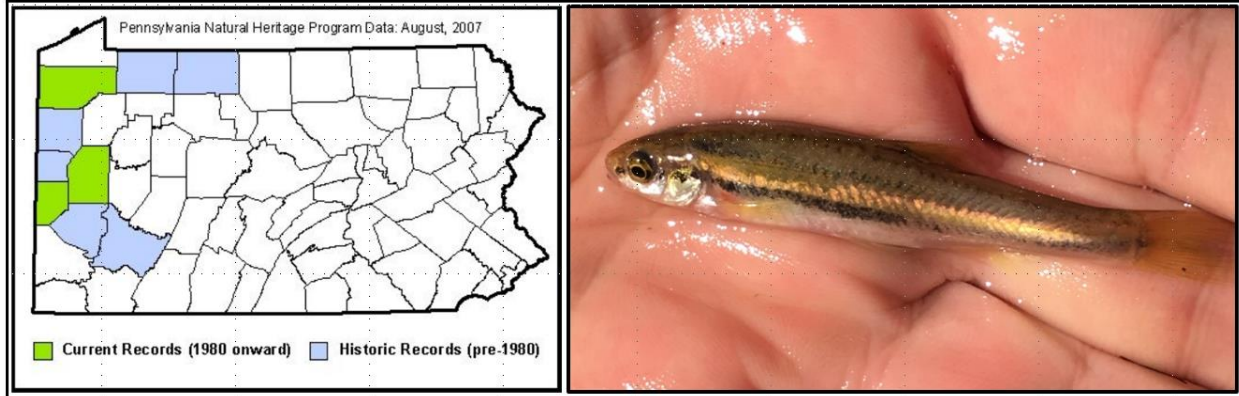 Pennsylvania Natural Heritage Program Data: August, 2007
Current Records (1980 onward)
Historic Records (pre-1980)